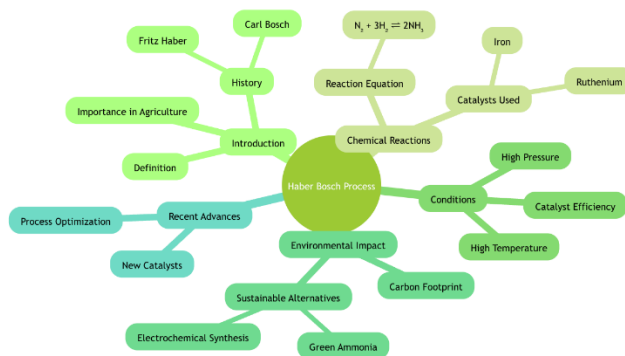 Carl Bosch
N₂ + 3H₂ ⇌ 2NH₃
Fritz Haber
Iron
History
Reaction Equation
Ruthenium
Catalysts Used
Importance in Agriculture
Introduction
Chemical Reactions
High Pressure
Definition
Haber Bosch Process
Conditions
Catalyst Efficiency
Process Optimization
Recent Advances
Environmental Impact
High Temperature
New Catalysts
Carbon Footprint
Sustainable Alternatives
Electrochemical Synthesis
Green Ammonia